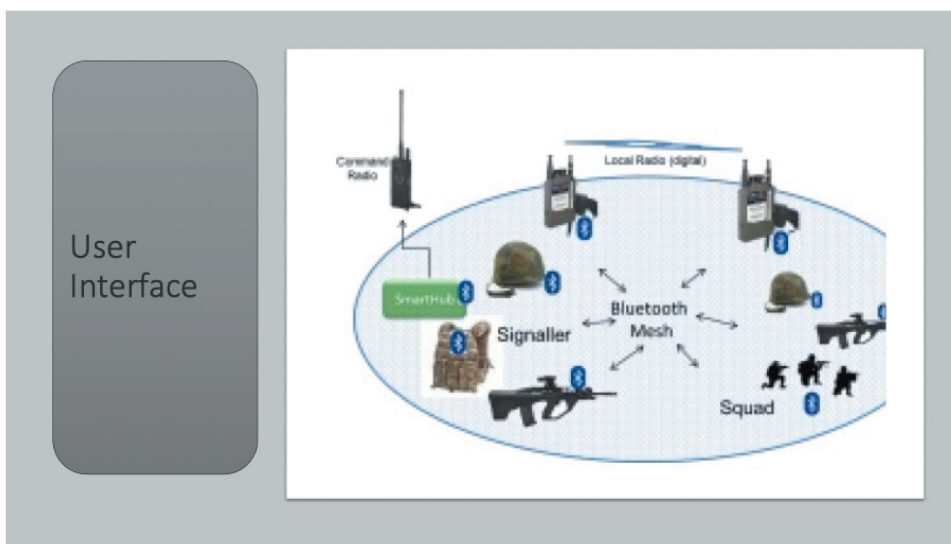 User
Interface
Command
Radio
Local Radio (digital)
SmartHub
Signaller
Bluetooth
Mesh
Squad